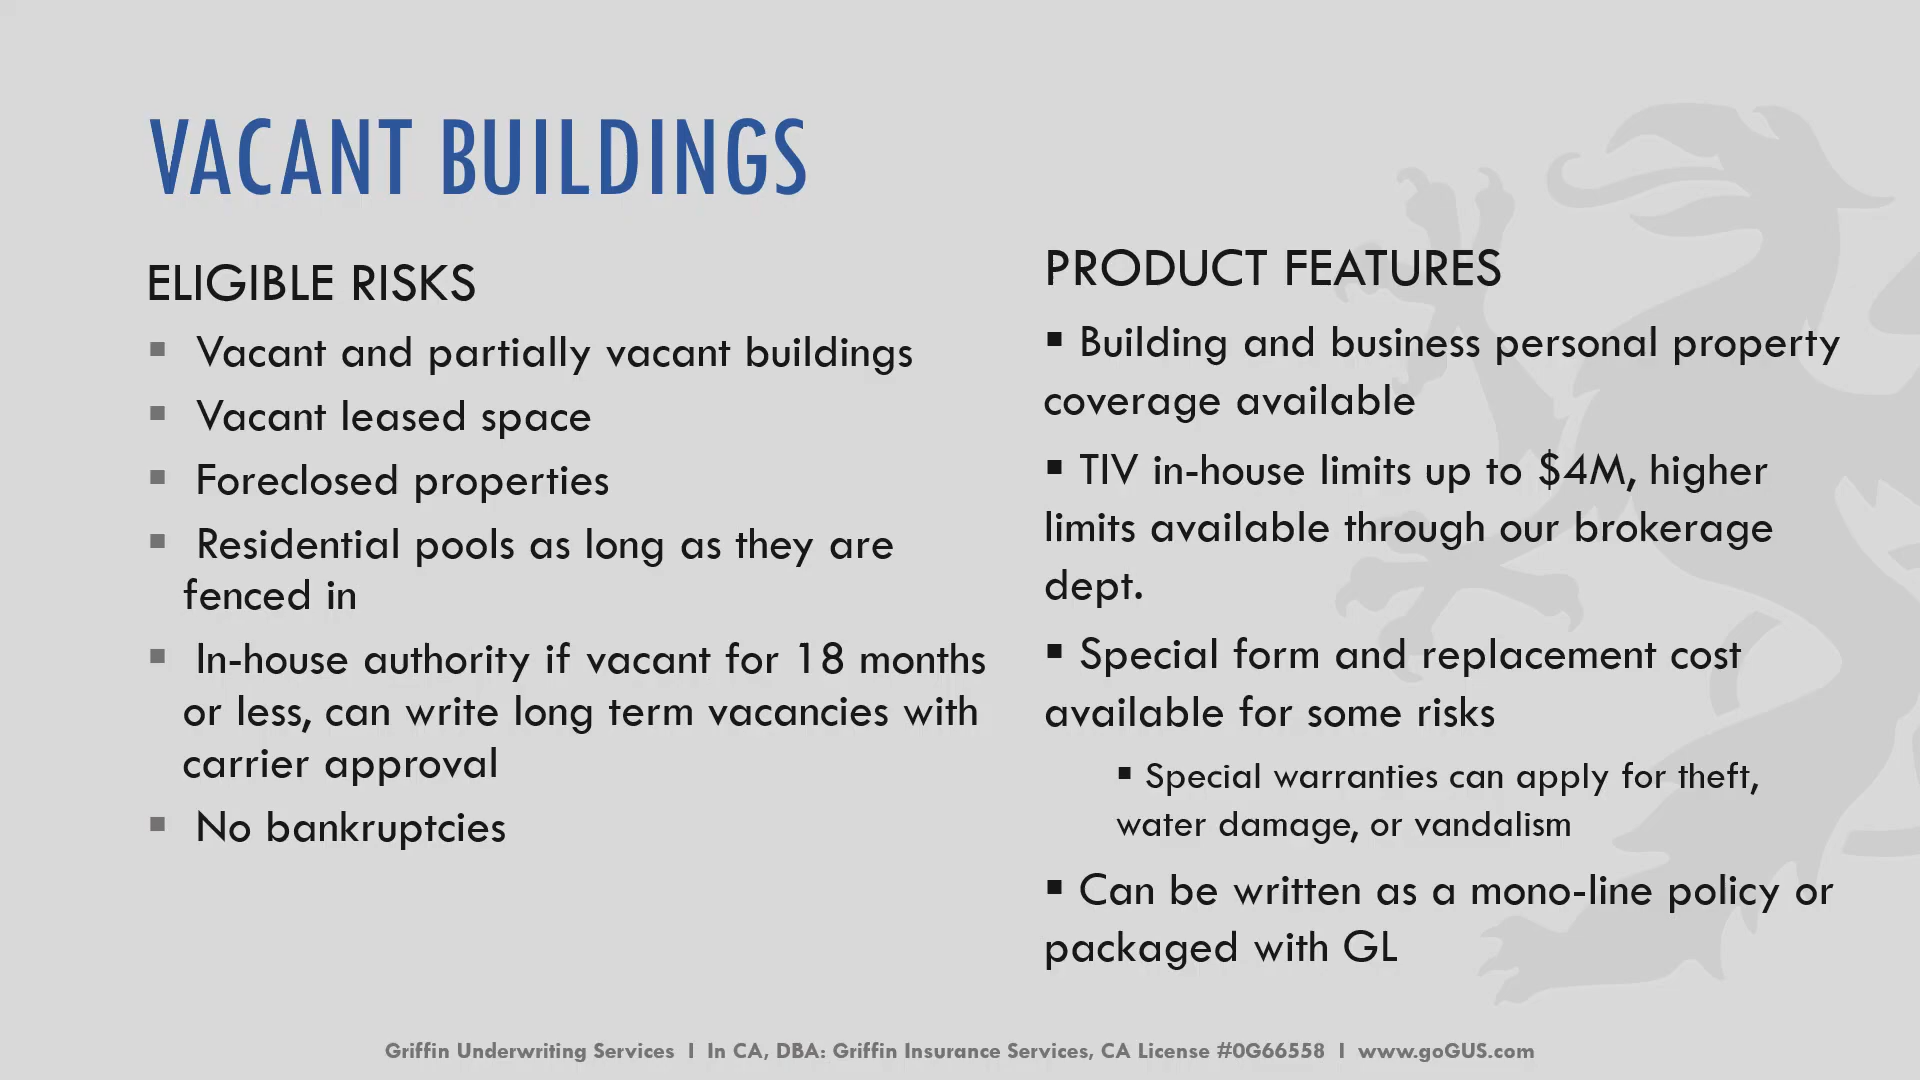 VACANT BUILDINGS
ELIGIBLE RISKS
▪ Vacant and partially vacant buildings
▪ Vacant leased space
▪ Foreclosed properties
▪ Residential pools as long as they are
fenced in
▪ In-house authority if vacant for 18 months
or less, can write long term vacancies with
carrier approval
▪ No bankruptcies
PRODUCT FEATURES
▪ Building and business personal property
coverage available
▪ TIV in-house limits up to $4M, higher
limits available through our brokerage
dept.
▪ Special form and replacement cost
available for some risks
▪ Special warranties can apply for theft,
water damage, or vandalism
▪ Can be written as a mono-line policy or
packaged with GL
Griffin Underwriting Services I In CA, DBA: Griffin Insurance Services, CA License #0G66558 I www.goGUS.com